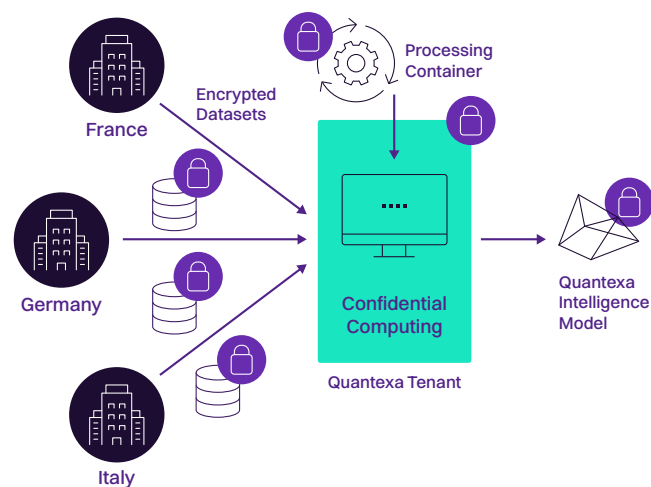 Processing
Container
Encrypted
Datasets
France
Germany
Confidential
Computing
Quantexa
Intelligence
Model
Quantexa Tenant
Italy